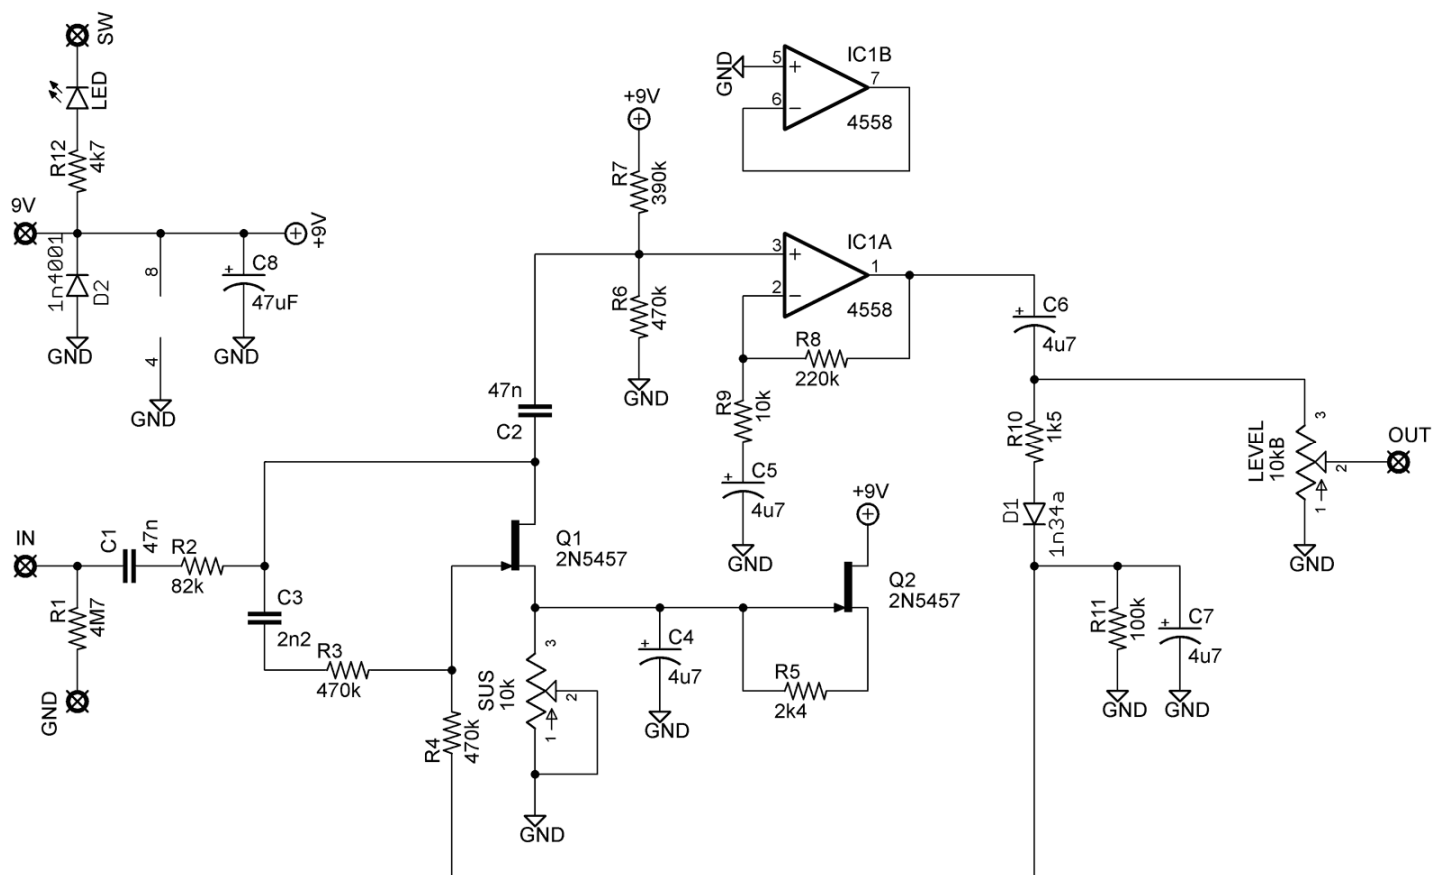 SW
LED
R12
4k7
9V
+9V
1n4001
D2
8
4
C8
+
47uF
GND
GND
GND
+9V
R7
390k
R6
470k
GND
GND
5
+
6
−
IC1B
7
4558
3
+
2
−
IC1A
1
4558
R8
220k
R9
10k
C5
+
4u7
GND
C6
+
4u7
R10
1k5
D1
1n34a
LEVEL
10kB
3
2
1
OUT
GND
47n
C2
IN
C1
47n
R2
82k
R1
4M7
GND
C3
2n2
R3
470k
R4
470k
Q1
2N5457
SUS
10k
3
2
1
GND
C4
+
4u7
GND
+9V
Q2
2N5457
R5
2k4
R11
100k
GND
C7
+
4u7
GND